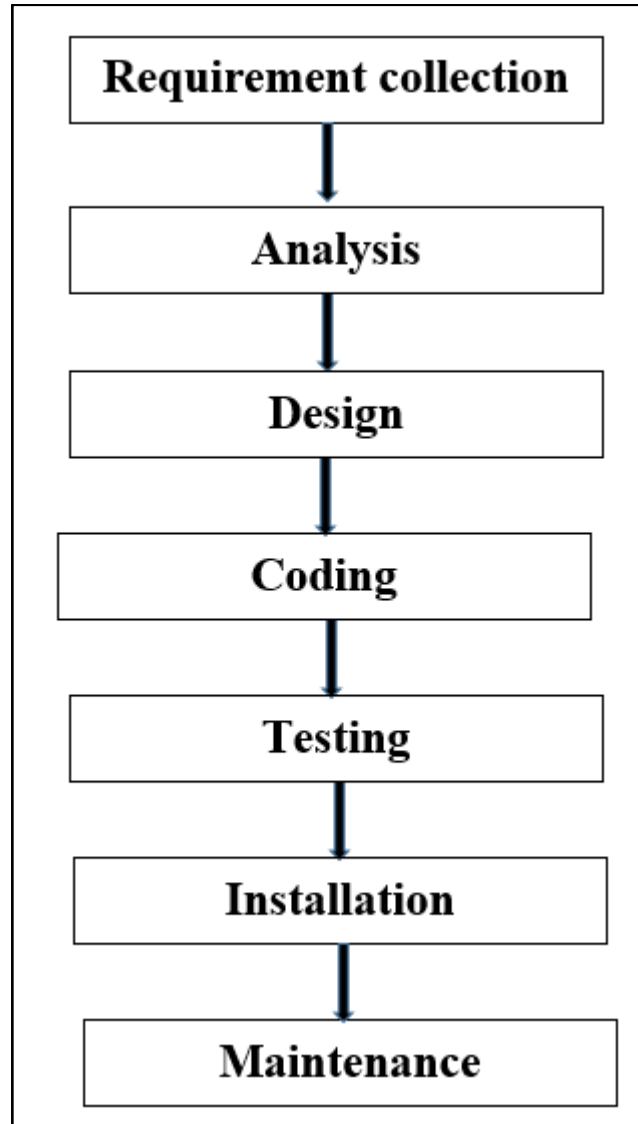 Requirement collection
Analysis
Design
Coding
Testing
Installation
Maintenance